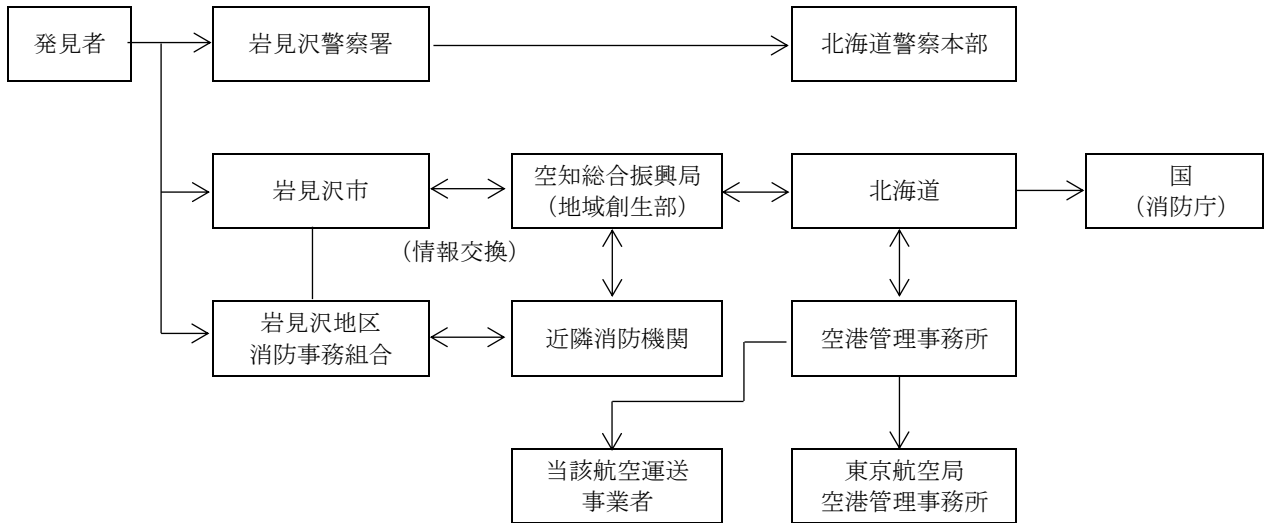 発見者
岩見沢警察署
北海道警察本部
岩見沢市
空知総合振興局
（地域創生部）
北海道
国
（消防庁）
（情報交換）
岩見沢地区
消防事務組合
近隣消防機関
空港管理事務所
当該航空運送
事業者
東京航空局
空港管理事務所